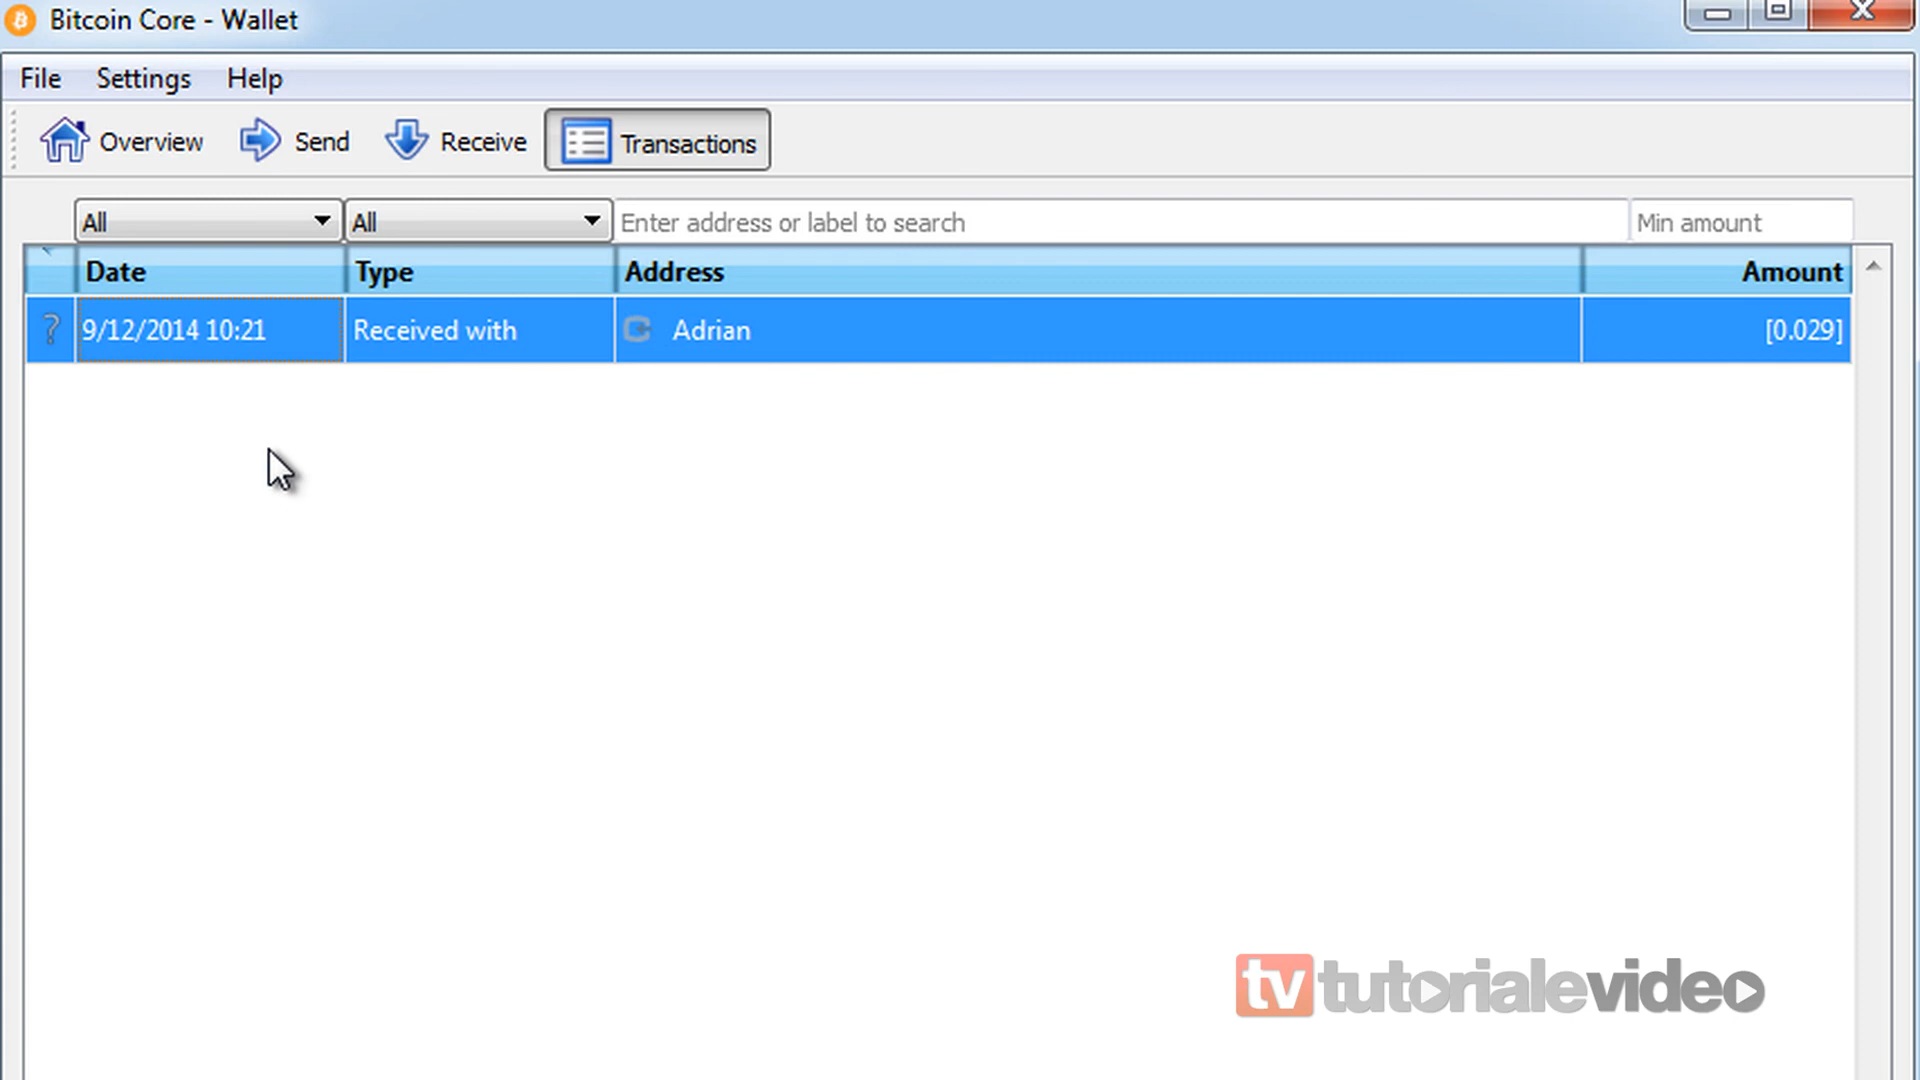 Bitcoin Core - Wallet
File Settings Help
Overview Send Receive Transactions
All All Enter address or label to search Min amount
Date Type Address Amount
? 9/12/2014 10:21 Received with Adrian [0.029]
tv tutorialevideo